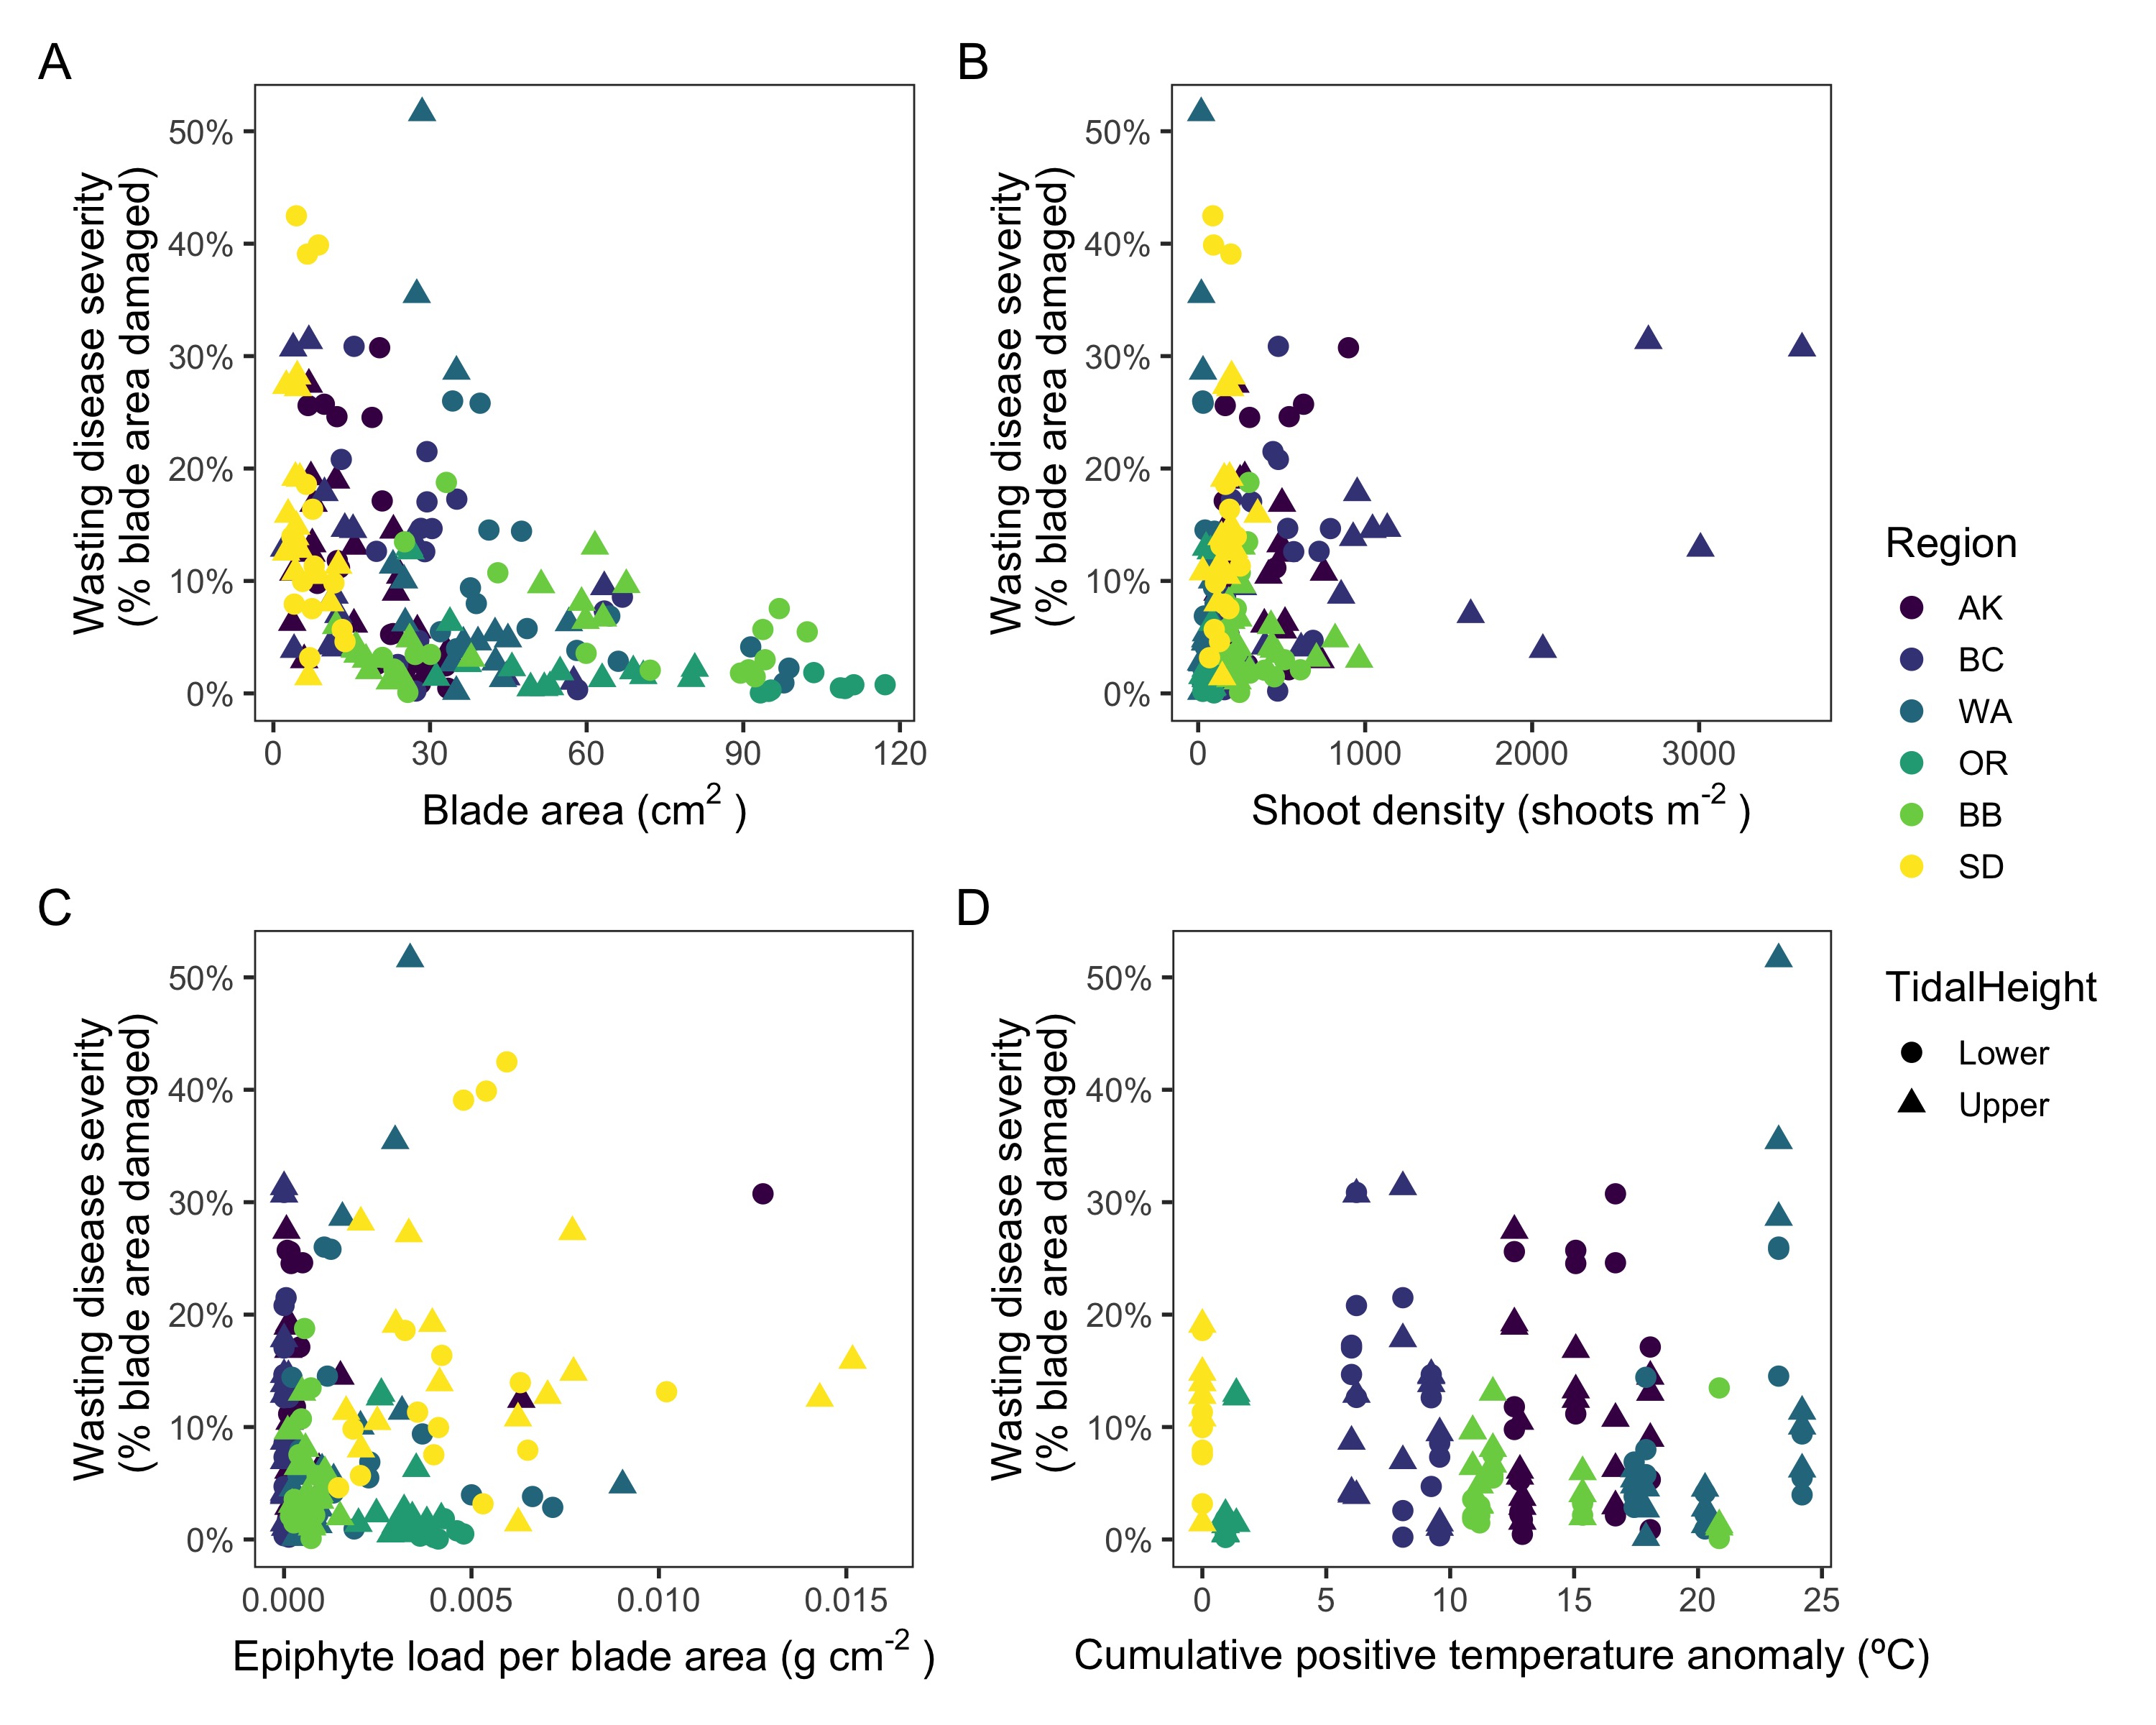 A
Wasting disease severity
(% blade area damaged)
50%
40%
30%
20%
10%
0%
0 30 60 90 120
Blade area (cm2 )
B
Wasting disease severity
(% blade area damaged)
50%
40%
30%
20%
10%
0%
0 1000 2000 3000
Shoot density (shoots m-2 )
C
Wasting disease severity
(% blade area damaged)
50%
40%
30%
20%
10%
0%
0.000 0.005 0.010 0.015
Epiphyte load per blade area (g cm-2 )
D
Wasting disease severity
(% blade area damaged)
50%
40%
30%
20%
10%
0%
0 5 10 15 20 25
Cumulative positive temperature anomaly (ºC)
Region
AK
BC
WA
OR
BB
SD
TidalHeight
Lower
Upper